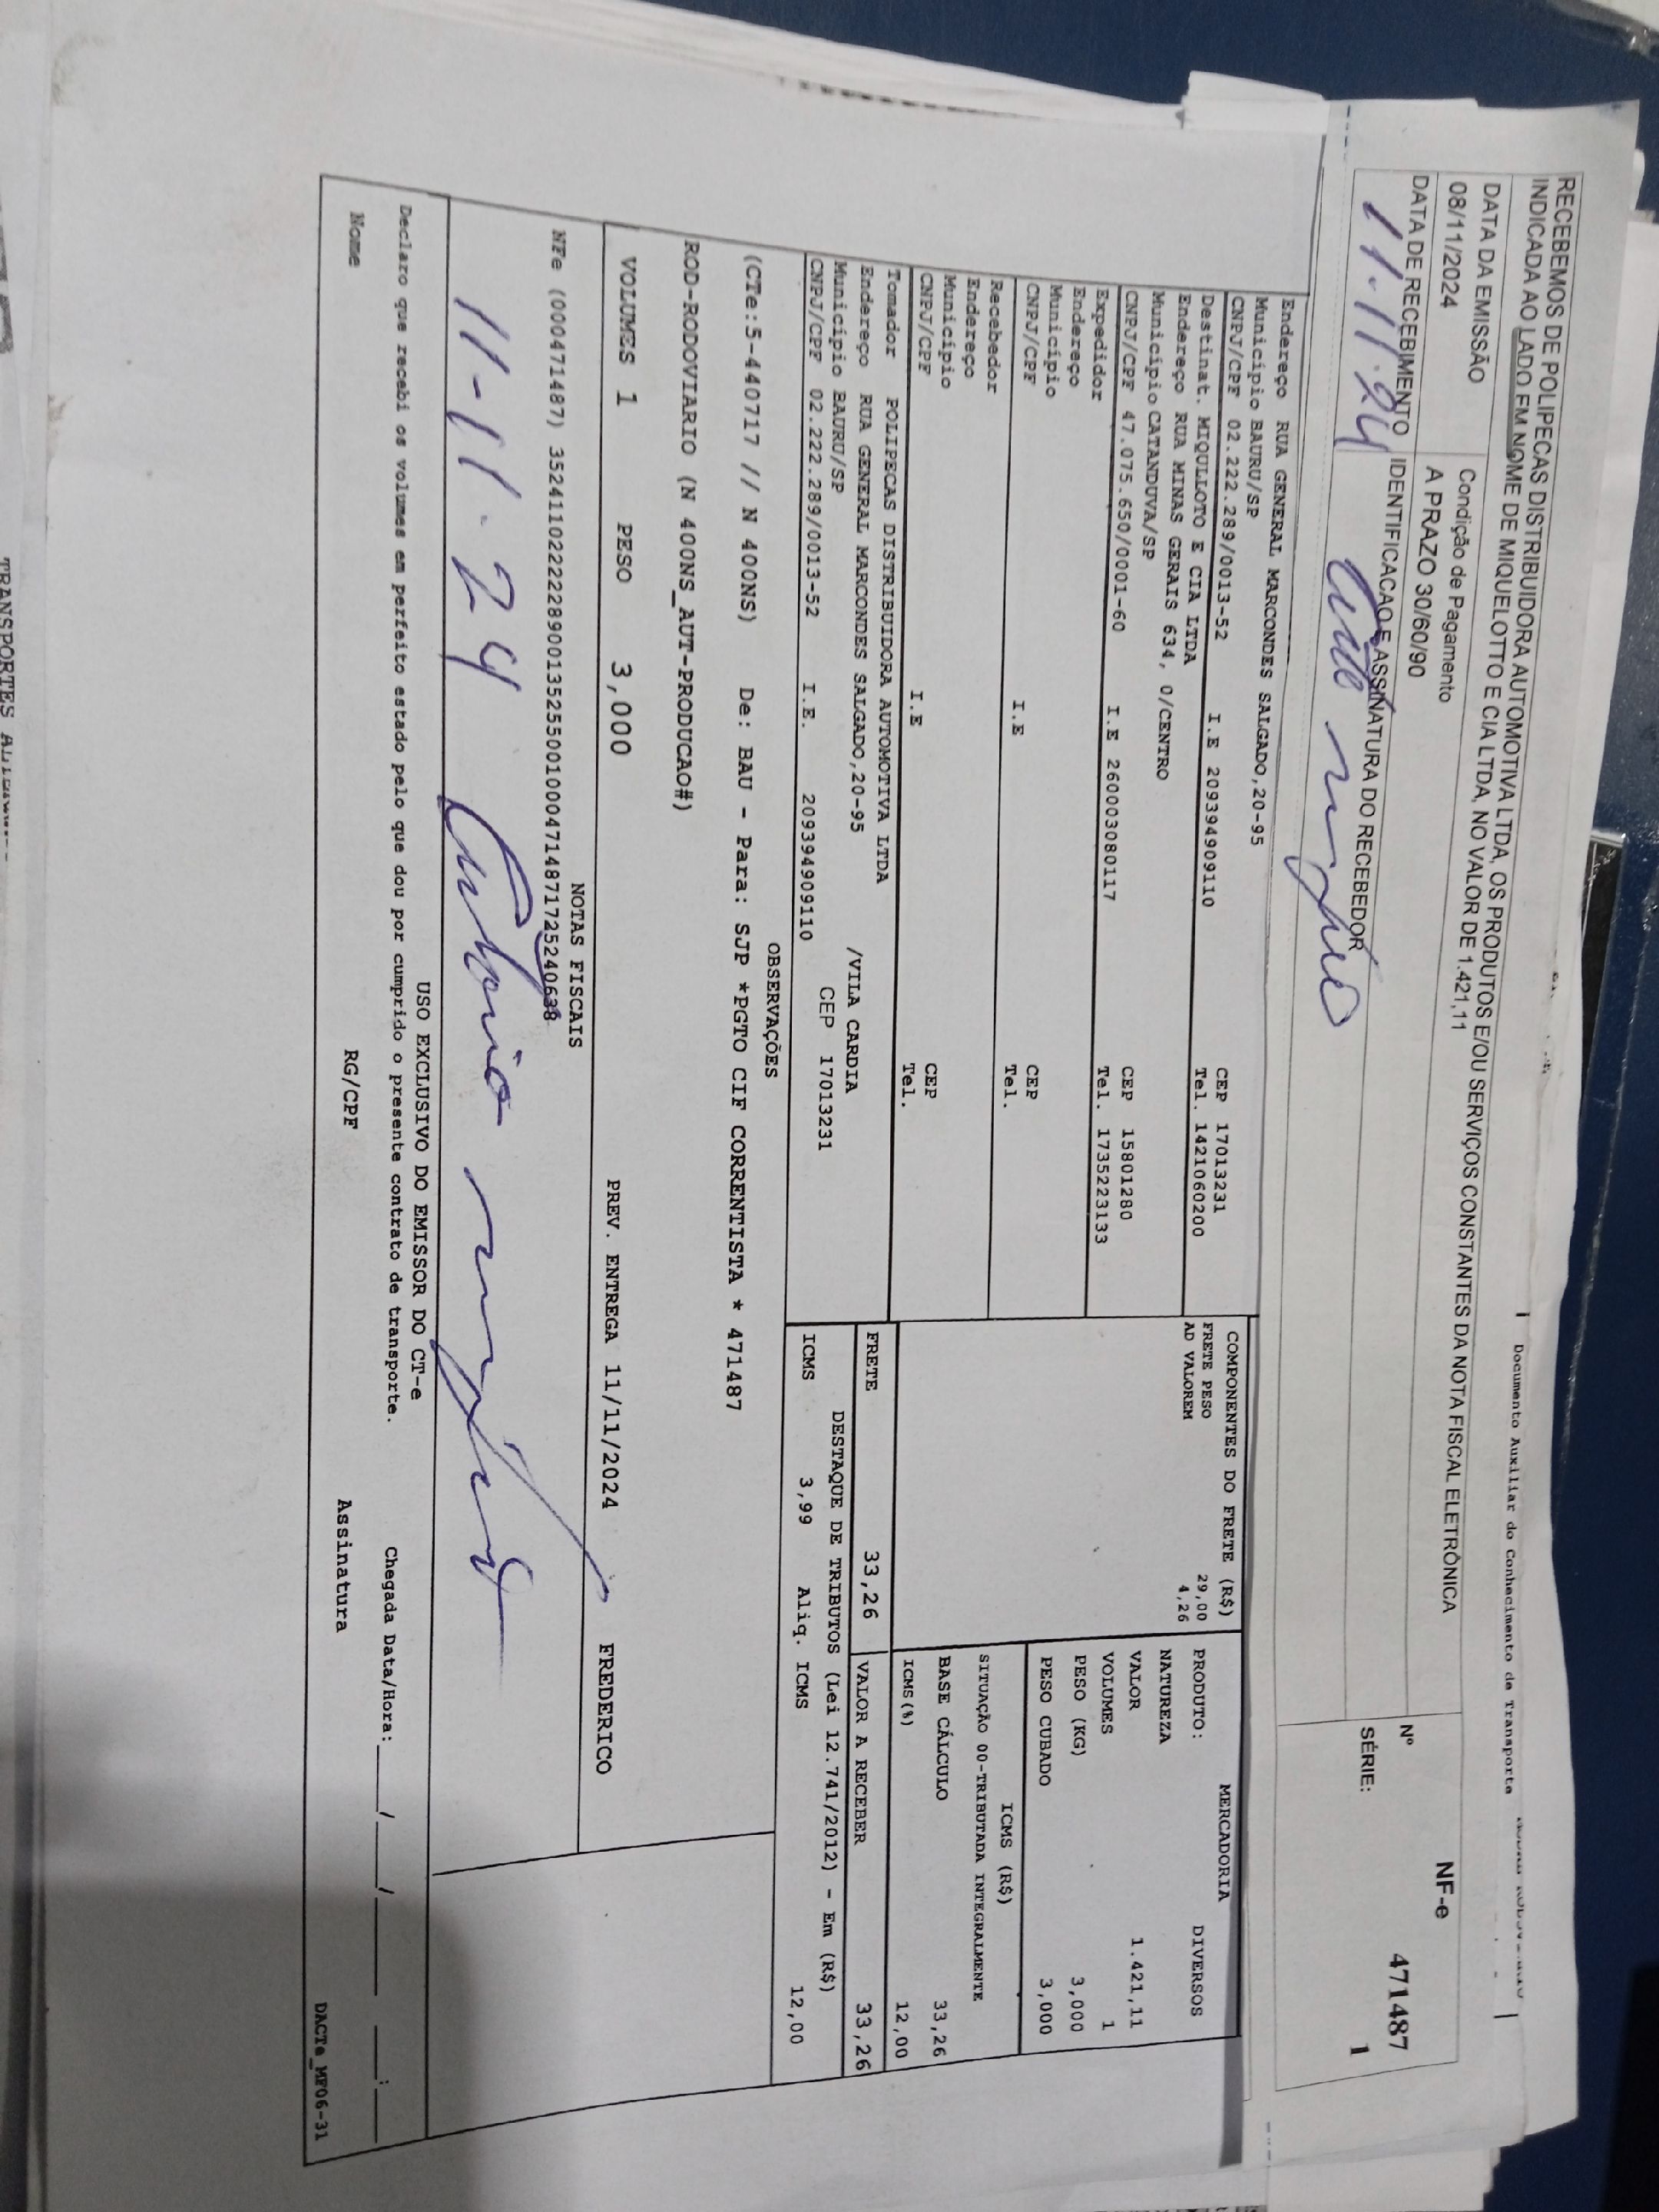 RECEBEMOS DE POLIPECAS DISTRIBUIDORA AUTOMOTIVA LTDA, OS PRODUTOS E/OU SERVIÇOS CONSTANTES DA NOTA FISCAL ELETRÔNICA
INDICADA AO LADO EM NOME DE MIQUELOTTO E CIA LTDA, NO VALOR DE 1.421,11
DATA DA EMISSÃO
08/11/2024
Condição de Pagamento
A PRAZO 30/60/90
DATA DE RECEBIMENTO
11.11.24
IDENTIFICACAO E ASSINATURA DO RECEBEDOR
NF-e
Nº 471487
SÉRIE: 1
Documento Auxiliar do Conhecimento de Transporte
Endereço RUA GENERAL MARCONDES SALGADO,20-95
Município BAURU/SP
CNPJ/CPF 02.222.289/0013-52 I.E 209394909110 CEP 17013231
Tel. 1421060200
Destinat. MIQULLOTO E CIA LTDA
Endereço RUA MINAS GERAIS 634, 0/CENTRO
Município CATANDUVA/SP CEP 15801280
CNPJ/CPF 47.075.650/0001-60 I.E 260003080117 Tel. 1735223133
Expedidor
Endereço
Município CEP
CNPJ/CPF I.E Tel.
Recebedor
Endereço
Município CEP
CNPJ/CPF I.E Tel.
Tomador POLIPECAS DISTRIBUIDORA AUTOMOTIVA LTDA
Endereço RUA GENERAL MARCONDES SALGADO,20-95 /VILA CARDIA
Município BAURU/SP CEP 17013231
CNPJ/CPF 02.222.289/0013-52 I.E. 209394909110
COMPONENTES DO FRETE (R$)
FRETE PESO 29,00
AD VALOREM 4,26
MERCADORIA
PRODUTO: DIVERSOS
NATUREZA
VALOR 1.421,11
VOLUMES 1
PESO (KG) 3,000
PESO CUBADO 3,000
ICMS (R$)
SITUAÇÃO 00-TRIBUTADA INTEGRALMENTE
BASE CÁLCULO 33,26
ICMS(%) 12,00
FRETE 33,26 VALOR A RECEBER 33,26
DESTAQUE DE TRIBUTOS (Lei 12.741/2012) - Em (R$)
ICMS 3,99 Aliq. ICMS 12,00
OBSERVAÇÕES
(CTe:5-440717 // N 400NS) De: BAU - Para: SJP *PGTO CIF CORRENTISTA * 471487
ROD-RODOVIARIO (N 400NS_AUT-PRODUCAO#)
VOLUMES 1 PESO 3,000 PREV. ENTREGA 11/11/2024 FREDERICO
NOTAS FISCAIS
NFe (000471487) 35241102222289001352550010004714871725240638
11-11.24
USO EXCLUSIVO DO EMISSOR DO CT-e
Declaro que recebi os volumes em perfeito estado pelo que dou por cumprido o presente contrato de transporte. Chegada Data/Hora:___/___/______ ___:___
Nome RG/CPF Assinatura
DACTe_MF06-31
TRANSPORTES